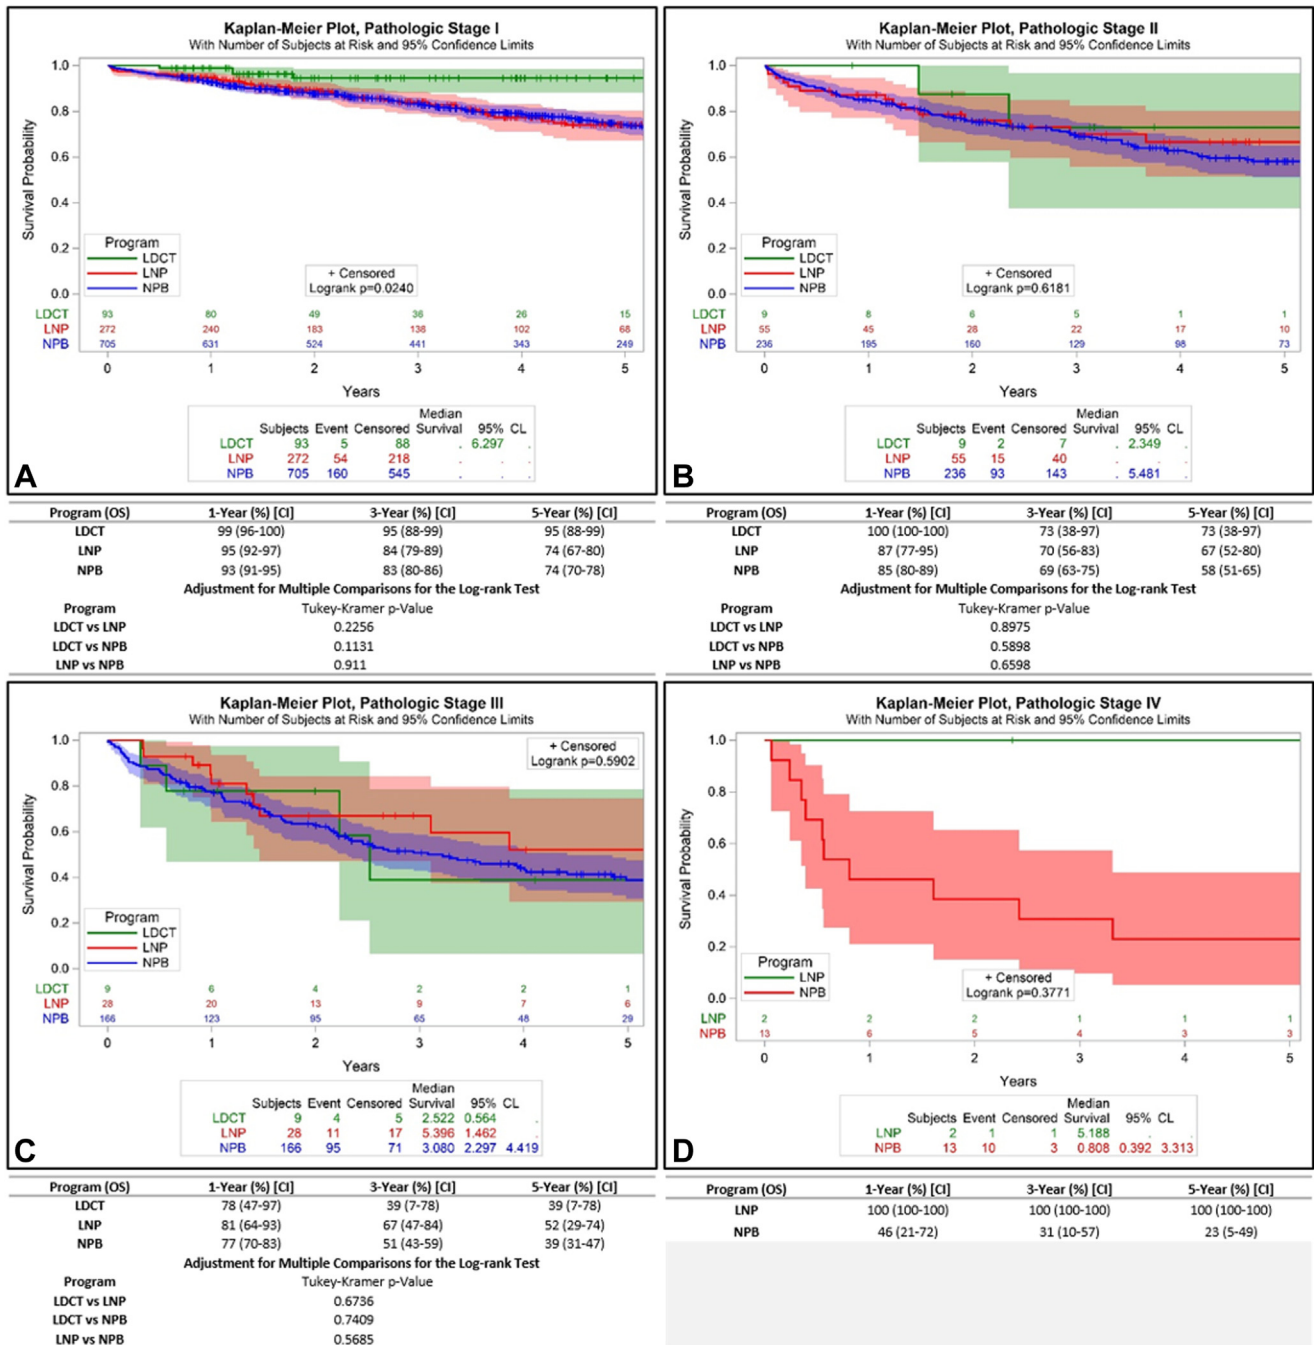 Kaplan-Meier Plot, Pathologic Stage I
With Number of Subjects at Risk and 95% Confidence Limits
1.0
0.8
0.6
0.4
0.2
0.0
Survival Probability
Program
LDCT
LNP
NPB
+ Censored
Logrank p=0.0240
LDCT 93 80 49 36 26 15
LNP 272 240 183 138 102 68
NPB 705 631 524 441 343 249
0 1 2 3 4 5
Years
Median
Subjects Event Censored Survival 95% CL
LDCT 93 5 88 . 6.297 .
LNP 272 54 218 . . .
NPB 705 160 545 . . .
A
Program (OS) 1-Year (%) [CI] 3-Year (%) [CI] 5-Year (%) [CI]
LDCT 99 (96-100) 95 (88-99) 95 (88-99)
LNP 95 (92-97) 84 (79-89) 74 (67-80)
NPB 93 (91-95) 83 (80-86) 74 (70-78)
Adjustment for Multiple Comparisons for the Log-rank Test
Program Tukey-Kramer p-Value
LDCT vs LNP 0.2256
LDCT vs NPB 0.1131
LNP vs NPB 0.911
Kaplan-Meier Plot, Pathologic Stage II
With Number of Subjects at Risk and 95% Confidence Limits
1.0
0.8
0.6
0.4
0.2
0.0
Survival Probability
Program
LDCT
LNP
NPB
+ Censored
Logrank p=0.6181
LDCT 9 8 6 5 1 1
LNP 55 45 28 22 17 10
NPB 236 195 160 129 98 73
0 1 2 3 4 5
Years
Median
Subjects Event Censored Survival 95% CL
LDCT 9 2 7 . 2.349 .
LNP 55 15 40 . . .
NPB 236 93 143 . 5.481 .
B
Program (OS) 1-Year (%) [CI] 3-Year (%) [CI] 5-Year (%) [CI]
LDCT 100 (100-100) 73 (38-97) 73 (38-97)
LNP 87 (77-95) 70 (56-83) 67 (52-80)
NPB 85 (80-89) 69 (63-75) 58 (51-65)
Adjustment for Multiple Comparisons for the Log-rank Test
Program Tukey-Kramer p-Value
LDCT vs LNP 0.8975
LDCT vs NPB 0.5898
LNP vs NPB 0.6598
Kaplan-Meier Plot, Pathologic Stage III
With Number of Subjects at Risk and 95% Confidence Limits
+ Censored
Logrank p=0.5902
1.0
0.8
0.6
0.4
0.2
0.0
Survival Probability
Program
LDCT
LNP
NPB
LDCT 9 6 4 2 2 1
LNP 28 20 13 9 7 6
NPB 166 123 95 65 48 29
0 1 2 3 4 5
Years
Median
Subjects Event Censored Survival 95% CL
LDCT 9 4 5 2.522 0.564 .
LNP 28 11 17 5.396 1.462 .
NPB 166 95 71 3.080 2.297 4.419
C
Program (OS) 1-Year (%) [CI] 3-Year (%) [CI] 5-Year (%) [CI]
LDCT 78 (47-97) 39 (7-78) 39 (7-78)
LNP 81 (64-93) 67 (47-84) 52 (29-74)
NPB 77 (70-83) 51 (43-59) 39 (31-47)
Adjustment for Multiple Comparisons for the Log-rank Test
Program Tukey-Kramer p-Value
LDCT vs LNP 0.6736
LDCT vs NPB 0.7409
LNP vs NPB 0.5685
Kaplan-Meier Plot, Pathologic Stage IV
With Number of Subjects at Risk and 95% Confidence Limits
1.0
0.8
0.6
0.4
0.2
0.0
Survival Probability
Program
LNP
NPB
+ Censored
Logrank p=0.3771
LNP 2 2 2 1 1 1
NPB 13 6 5 4 3 3
0 1 2 3 4 5
Years
Median
Subjects Event Censored Survival 95% CL
LNP 2 1 1 5.188 . .
NPB 13 10 3 0.808 0.392 3.313
D
Program (OS) 1-Year (%) [CI] 3-Year (%) [CI] 5-Year (%) [CI]
LNP 100 (100-100) 100 (100-100) 100 (100-100)
NPB 46 (21-72) 31 (10-57) 23 (5-49)